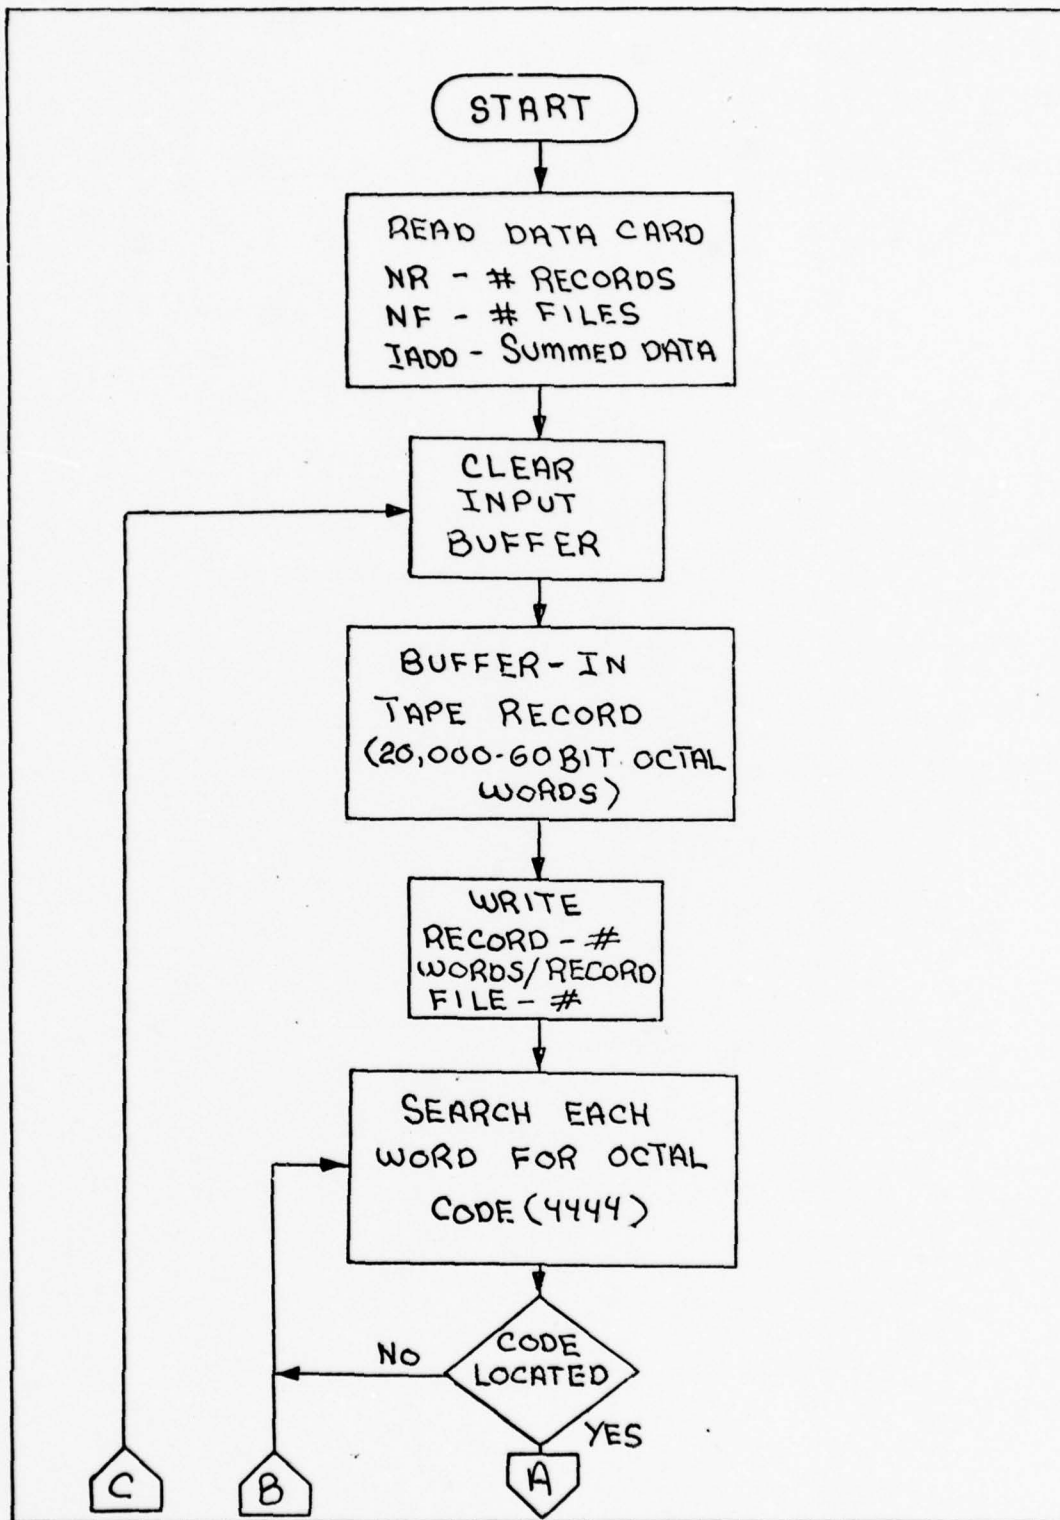 START
READ DATA CARD
NR - # RECORDS
NF - # FILES
IADD - SUMMED DATA
CLEAR
INPUT
BUFFER
BUFFER-IN
TAPE RECORD
(20,000-60 BIT OCTAL
WORDS)
WRITE
RECORD - #
WORDS/RECORD
FILE - #
SEARCH EACH
WORD FOR OCTAL
CODE (4444)
CODE
LOCATED
NO
YES
C
B
A